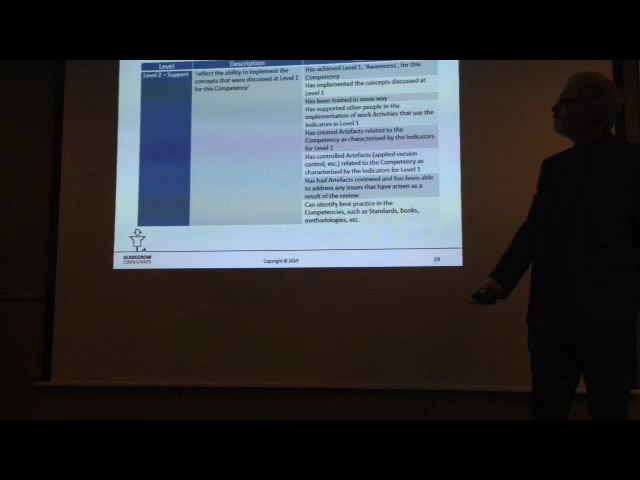 Level
Description
Level 2 – Support
'reflect the ability to implement the
concepts that were discussed at Level 1
for this Competency'
Has achieved Level 1, 'Awareness', for this
Competency
Has implemented the concepts discussed at
Level 1
Has been trained in some way
Has supported other people in the
implementation of work Activities that use the
Indicators in Level 1
Has created Artefacts related to the
Competency as characterised by the Indicators
for Level 1
Has controlled Artefacts (applied version
control, etc.) related to the Competency as
characterised by the Indicators for Level 1
Has had Artefacts reviewed and has been able
to address any issues that have arisen as a
result of the review
Can identify best practice in the
Competencies, such as Standards, books,
methodologies, etc.
SCARECROW
CONSULTANTS
Copyright © 2015
19